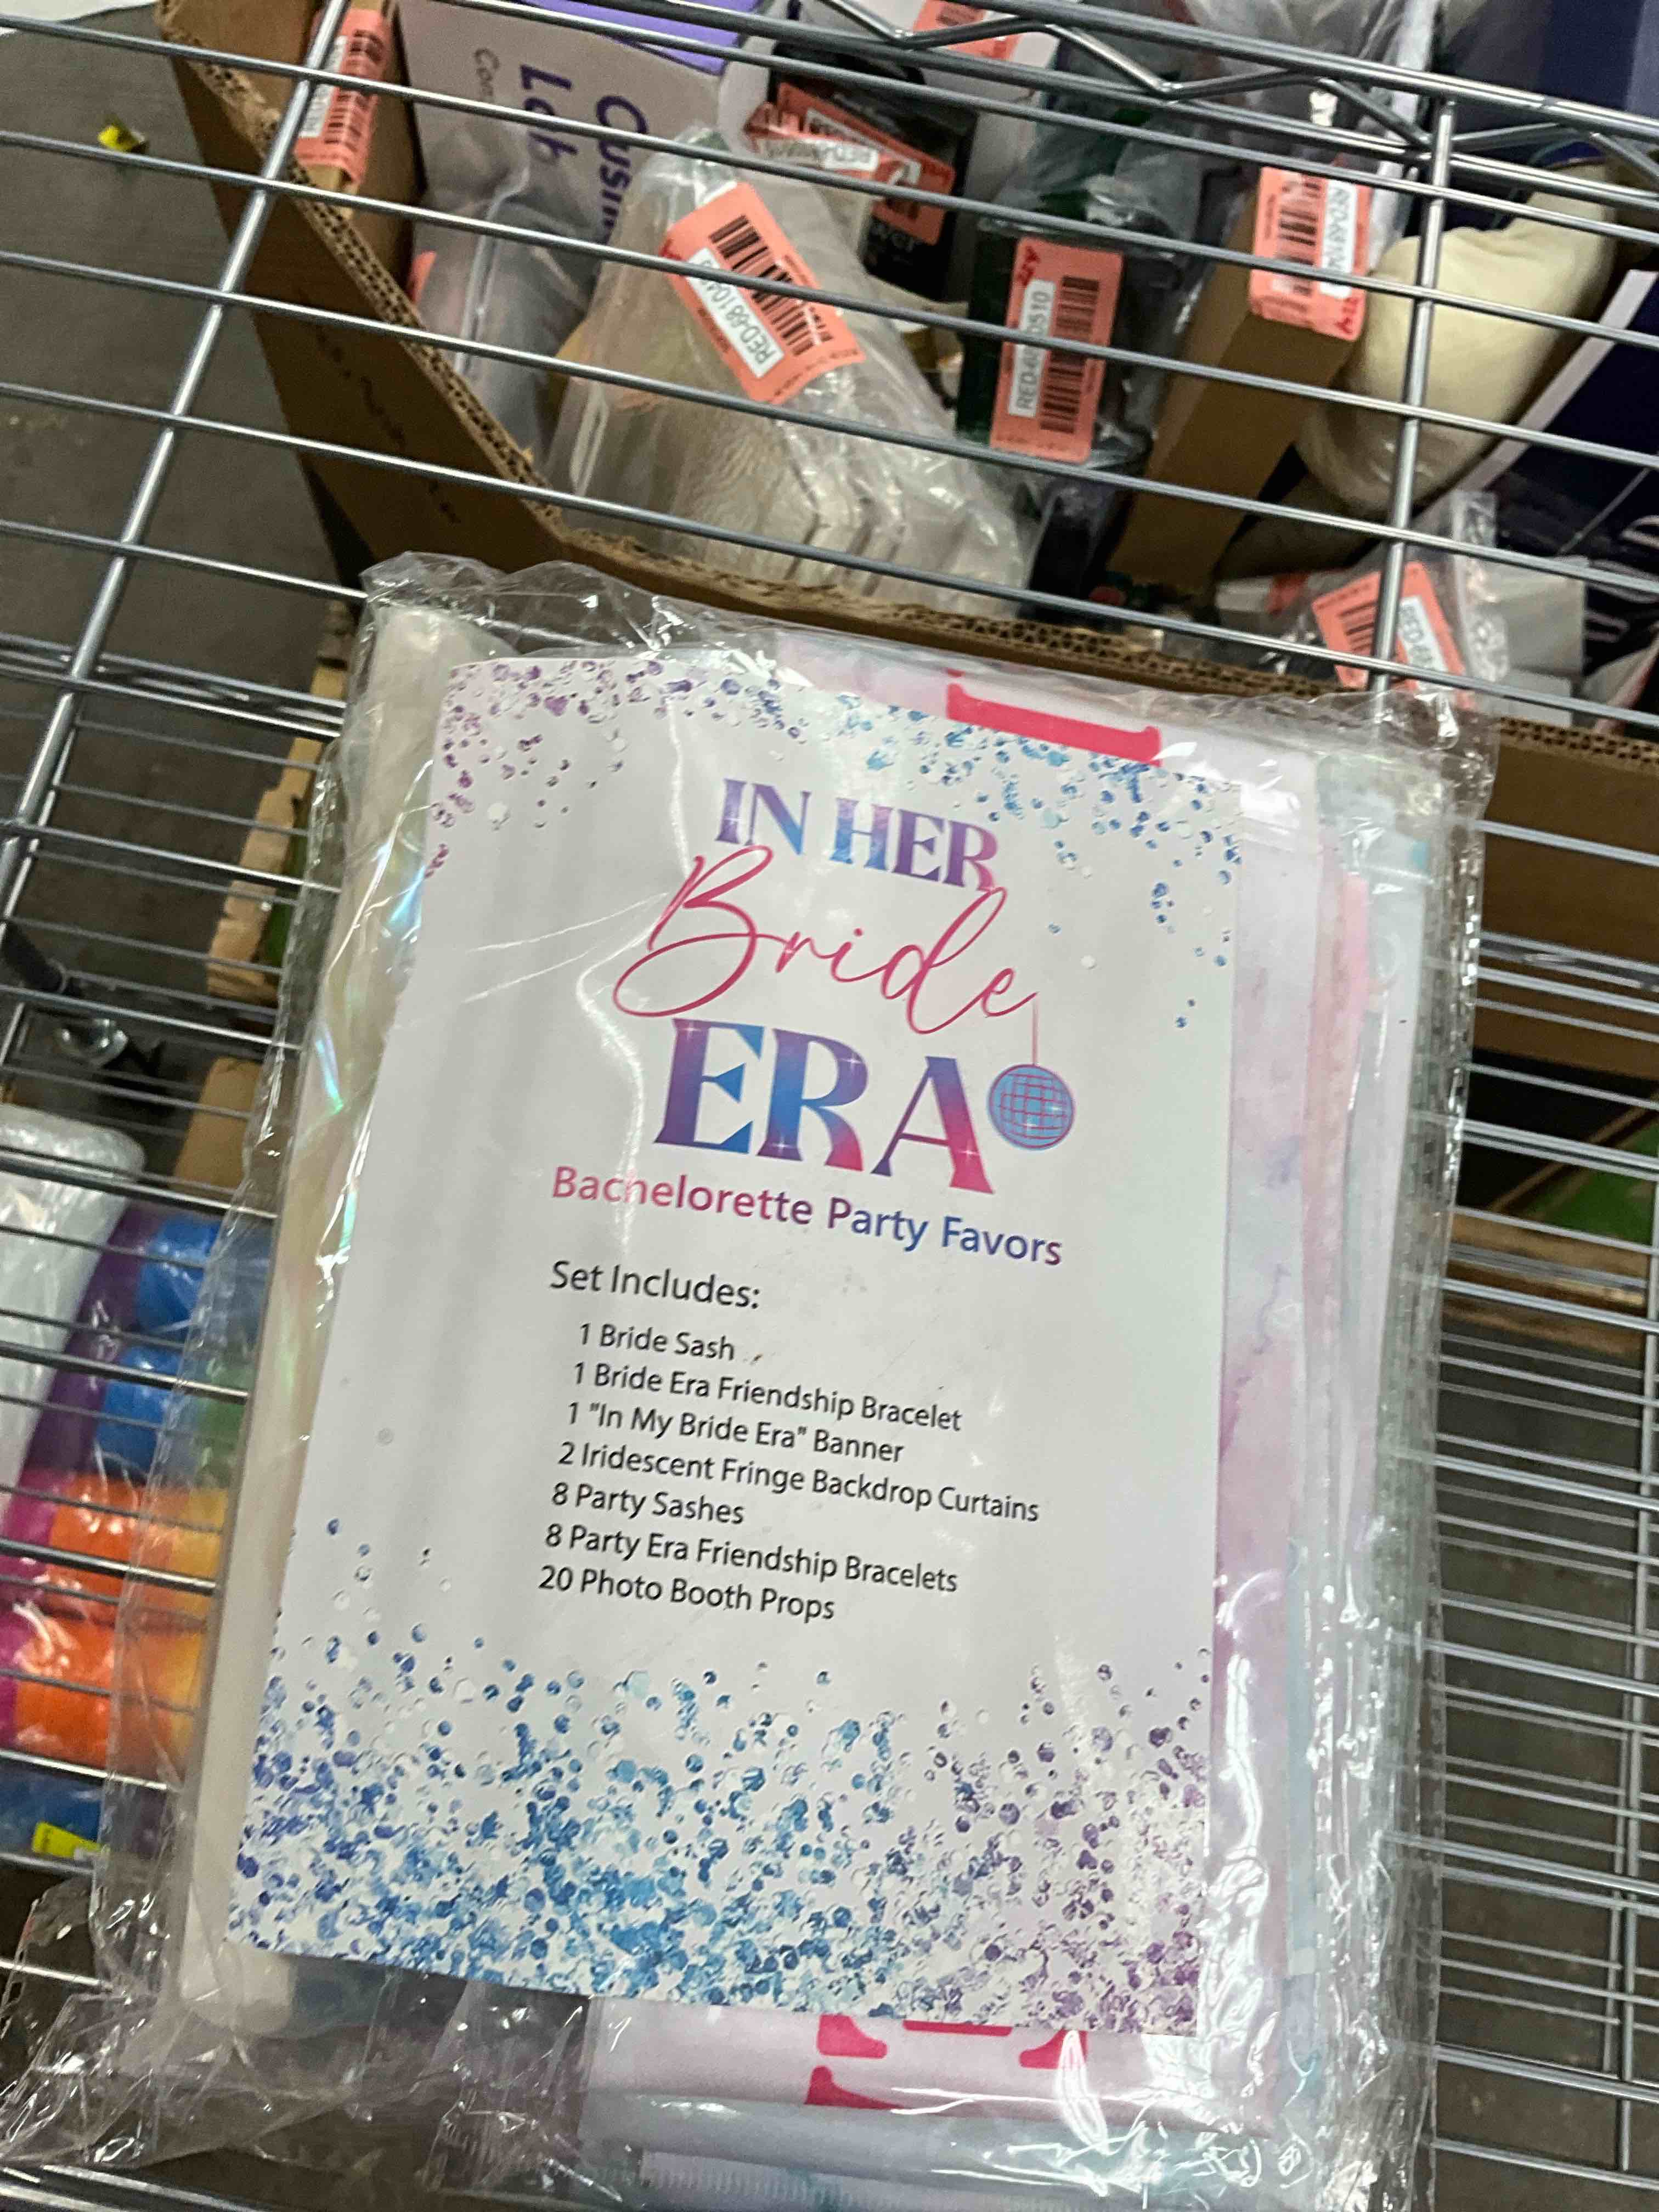 Cushi
IN HER
Bride
ERA
Bachelorette Party Favors
Set Includes:
1 Bride Sash
1 Bride Era Friendship Bracelet
1 "In My Bride Era" Banner
2 Iridescent Fringe Backdrop Curtains
8 Party Sashes
8 Party Era Friendship Bracelets
20 Photo Booth Props